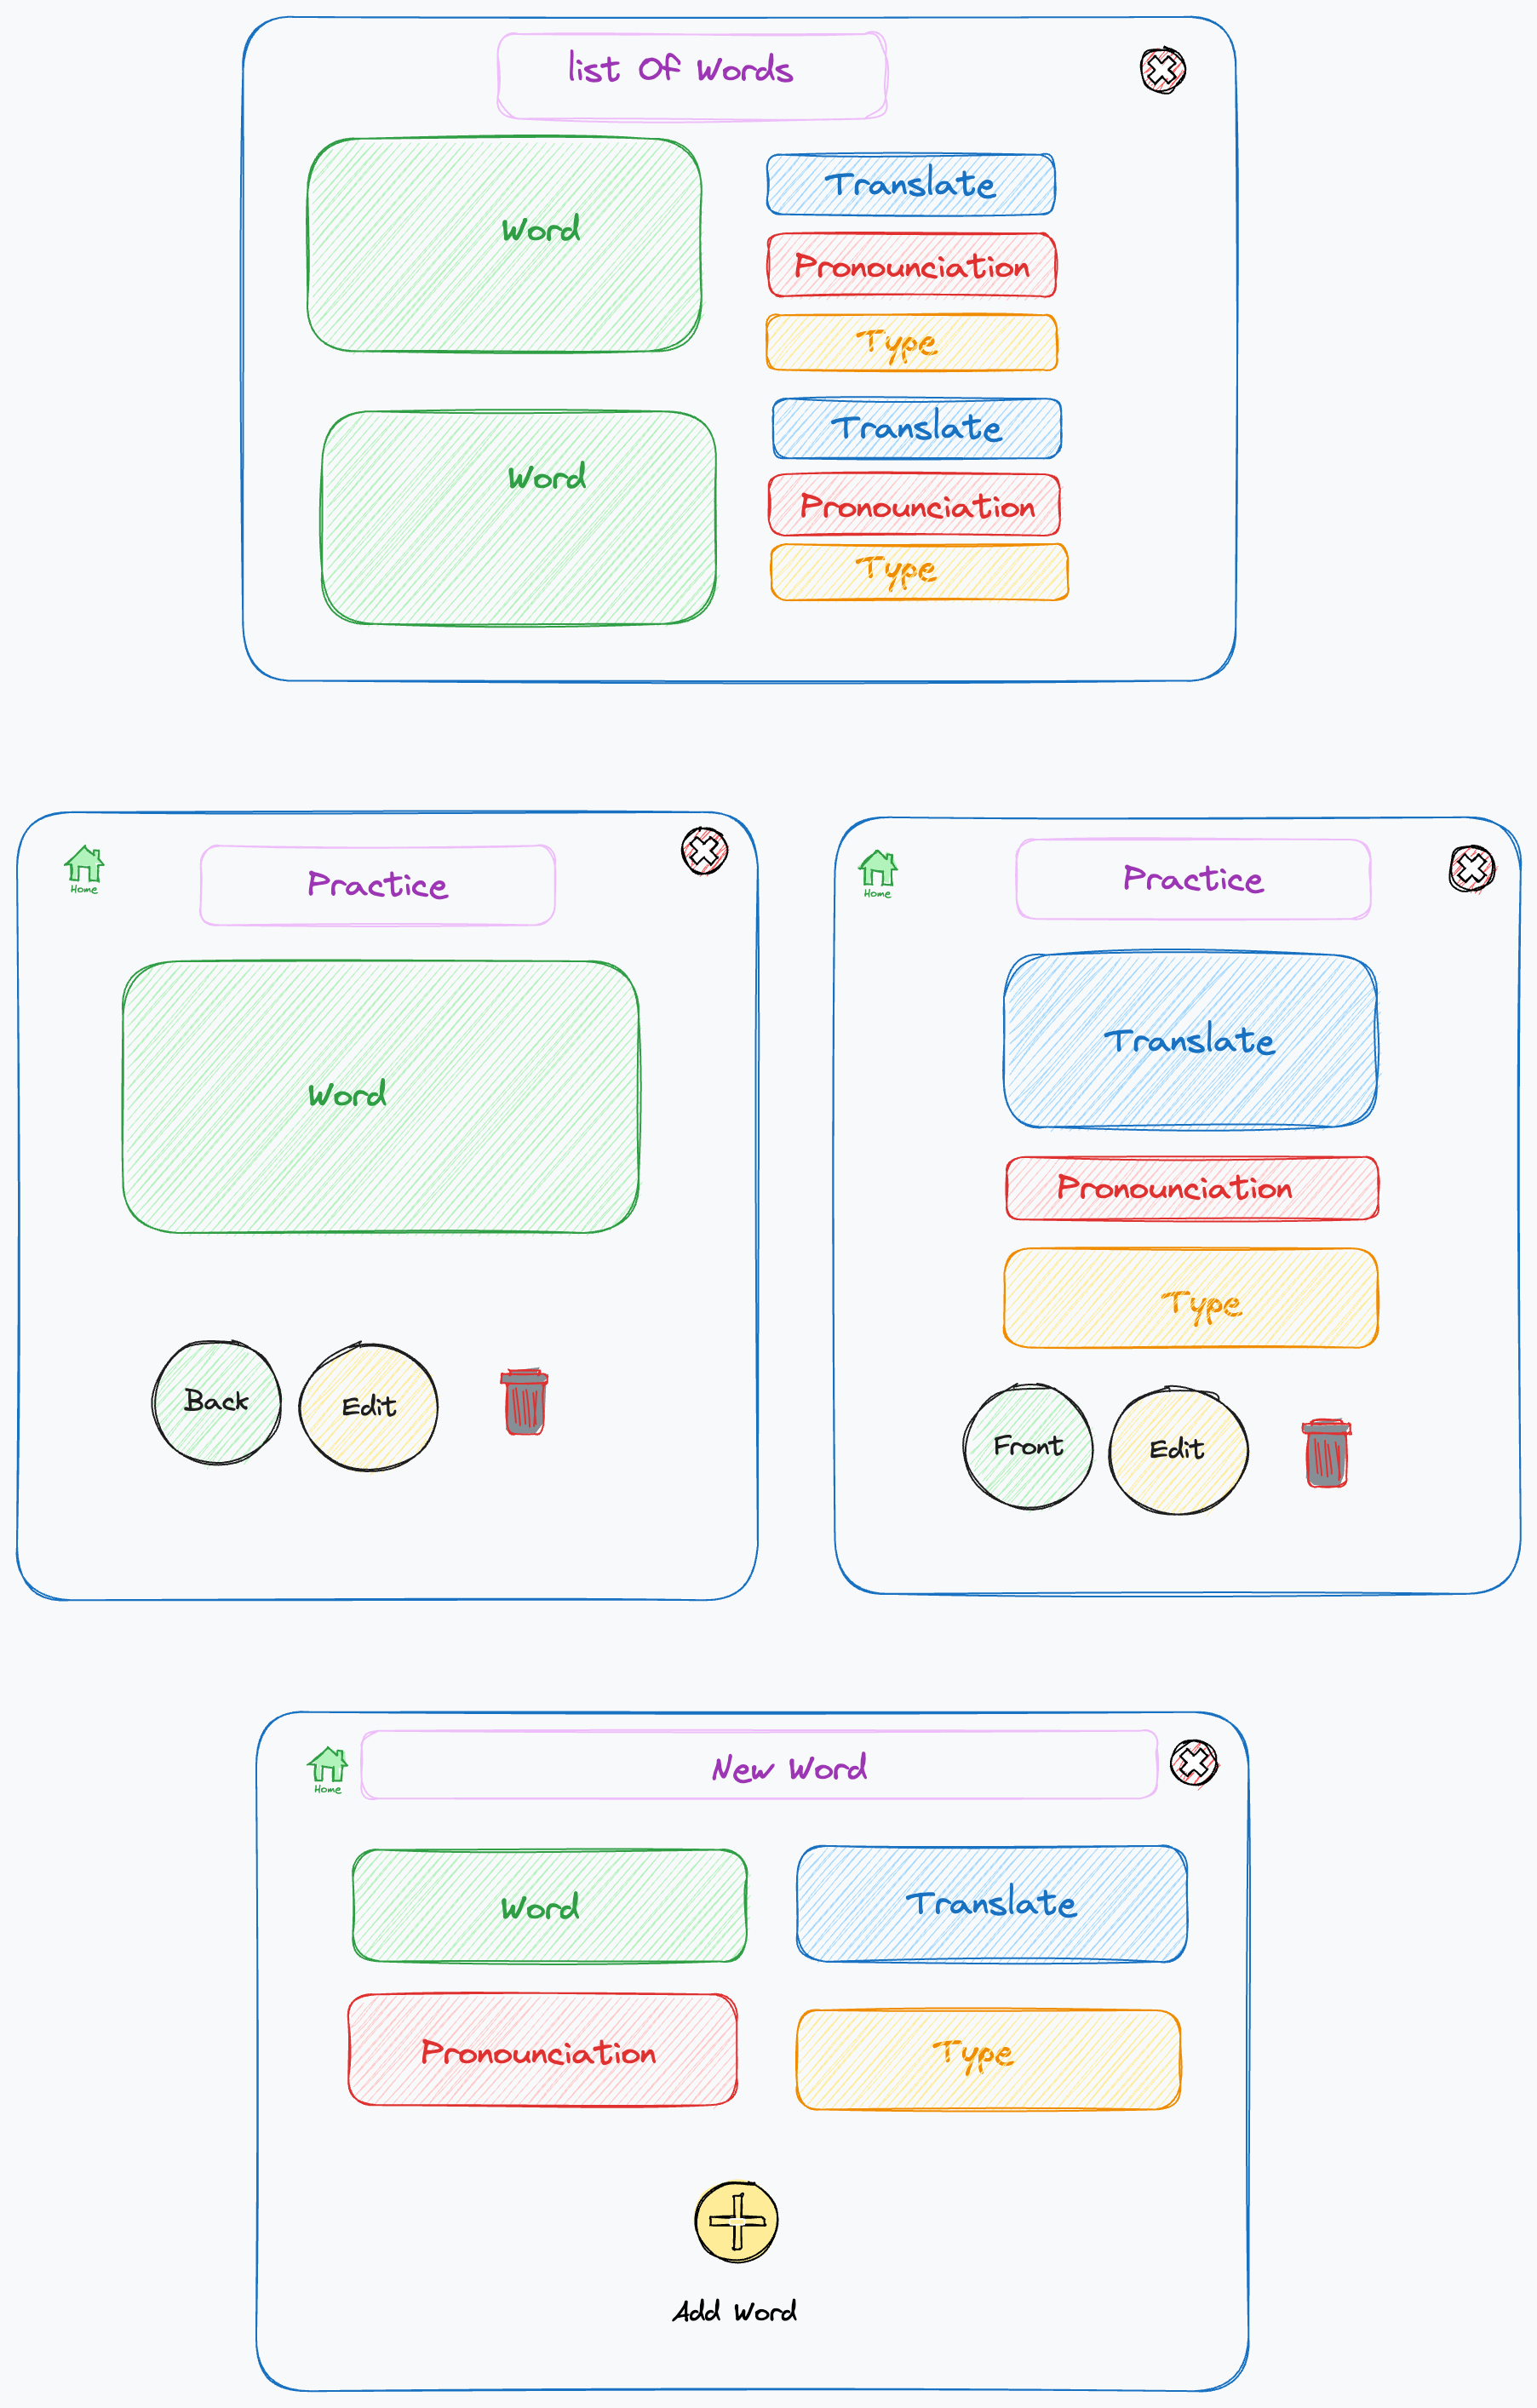 list Of Words
Word
Translate
Pronounciation
Type
Word
Translate
Pronounciation
Type
Home
Practice
Word
Back
Edit
Home
Practice
Translate
Pronounciation
Type
Front
Edit
Home
New Word
Word
Translate
Pronounciation
Type
Add Word